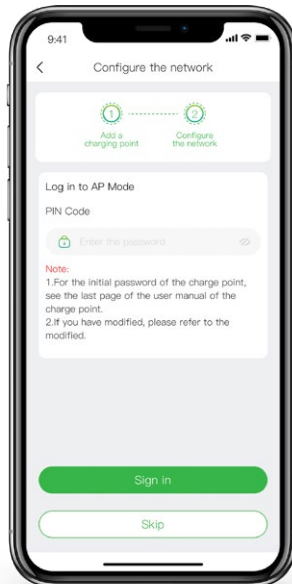 9:41
Configure the network
1
2
Add a
charging point
Configure
the network
Log in to AP Mode
PIN Code
Enter the password
Note:
1.For the initial password of the charge point,
see the last page of the user manual of the
charge point.
2.If you have modified, please refer to the
modified.
Sign in
Skip